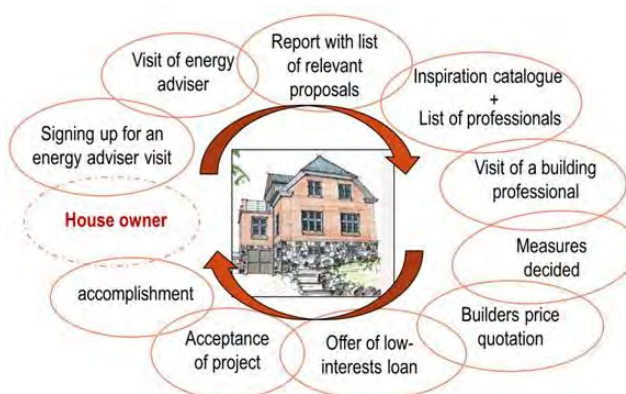 Report with list
of relevant
proposals
Visit of energy
adviser
Inspiration catalogue
+
List of professionals
Signing up for an
energy adviser visit
Visit of a building
professional
House owner
Measures
decided
accomplishment
Builders price
quotation
Acceptance
of project
Offer of low-
interests loan